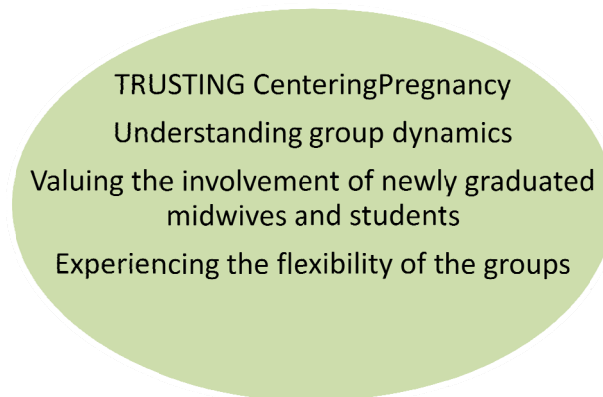 TRUSTING CenteringPregnancy
Understanding group dynamics
Valuing the involvement of newly graduated
midwives and students
Experiencing the flexibility of the groups